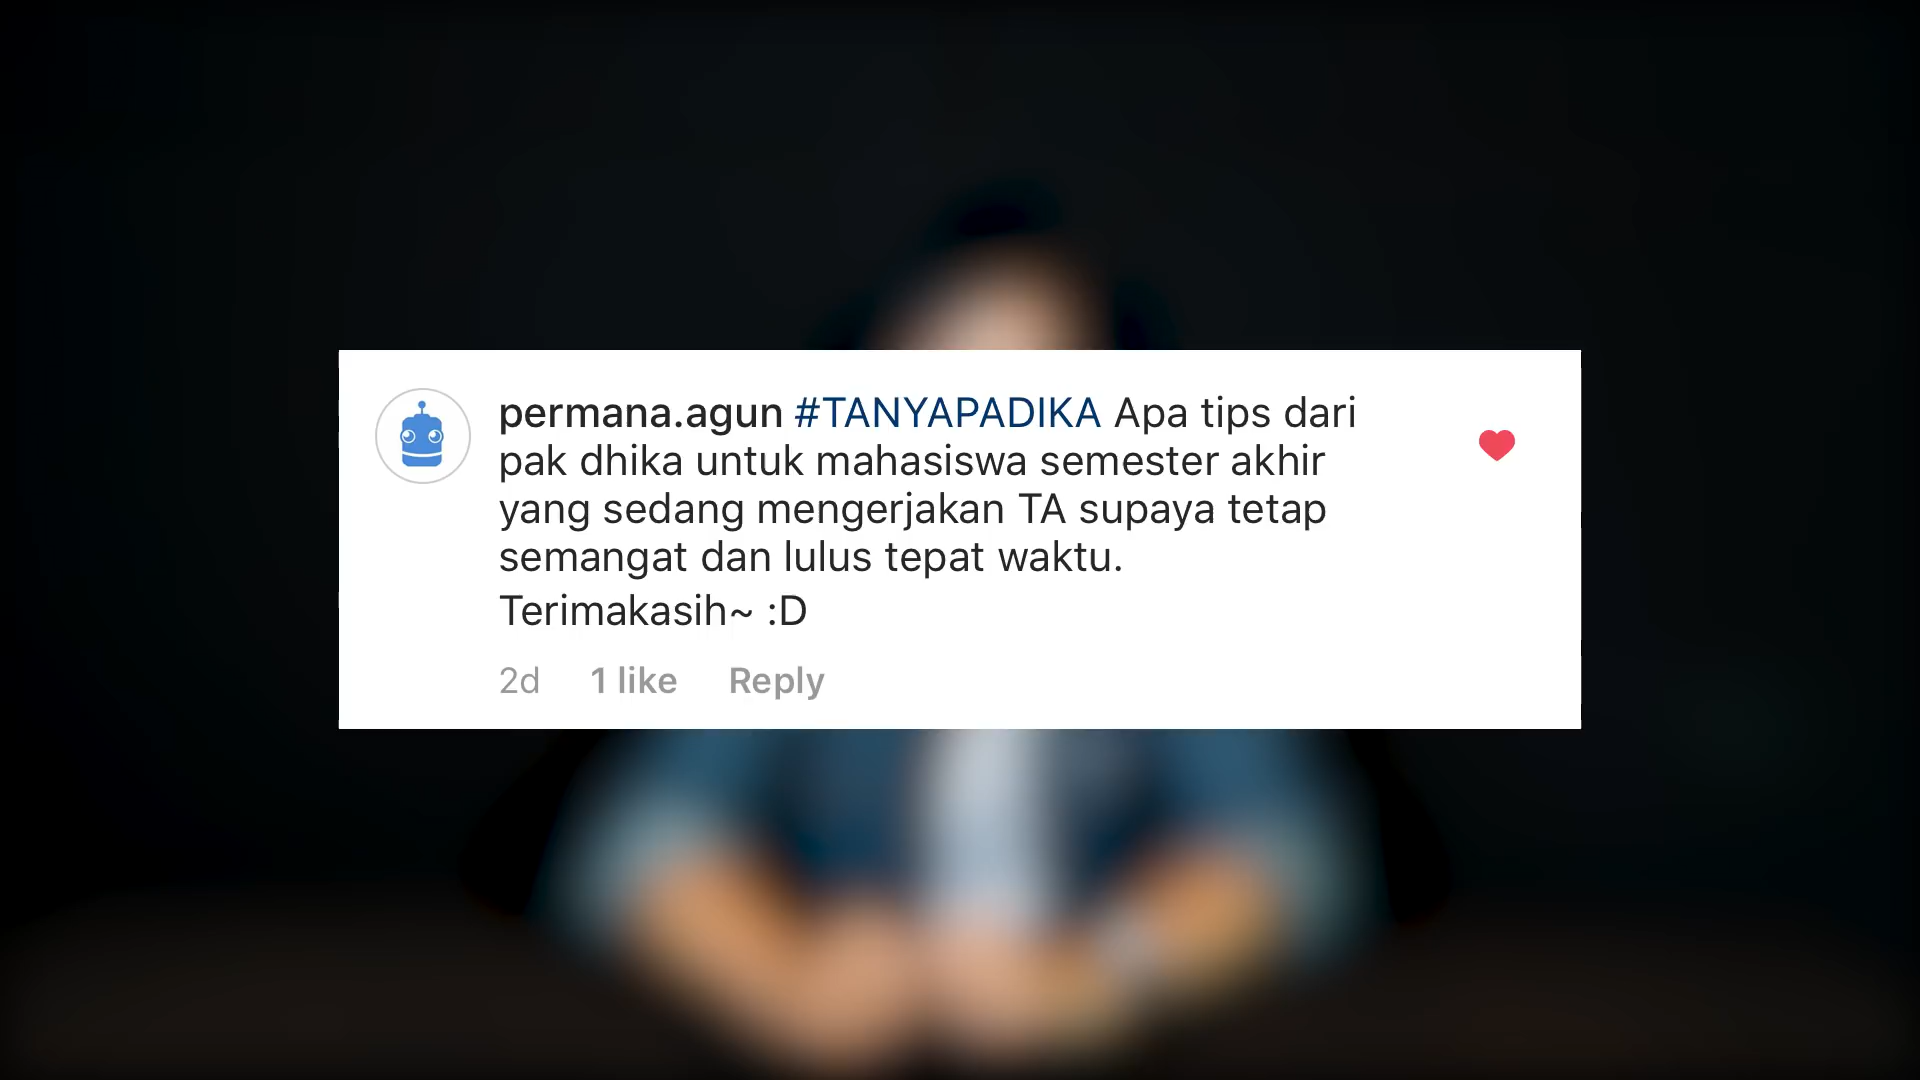 permana.agun #TANYAPADIKA Apa tips dari
pak dhika untuk mahasiswa semester akhir
yang sedang mengerjakan TA supaya tetap
semangat dan lulus tepat waktu.
Terimakasih~ :D
2d 1 like Reply